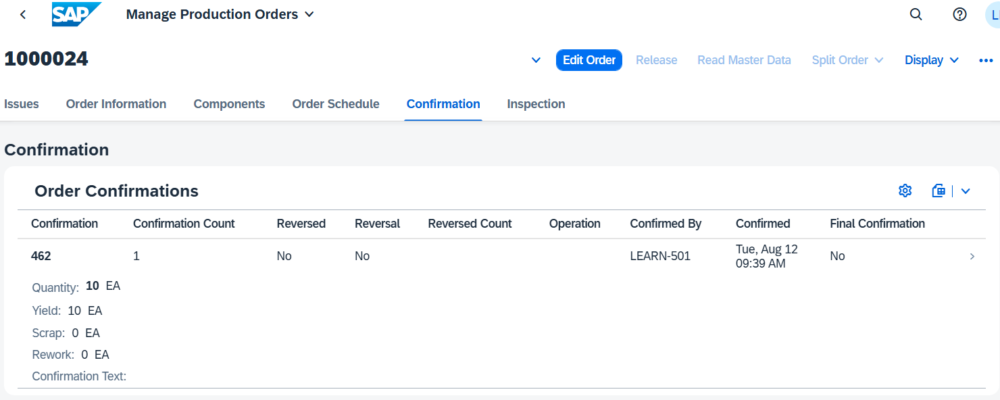 SAP Manage Production Orders
1000024
Edit Order Release Read Master Data Split Order Display
Issues Order Information Components Order Schedule Confirmation Inspection
Confirmation
Order Confirmations
Confirmation Confirmation Count Reversed Reversal Reversed Count Operation Confirmed By Confirmed Final Confirmation
462 1 No No LEARN-501 Tue, Aug 12 No
09:39 AM
Quantity: 10 EA
Yield: 10 EA
Scrap: 0 EA
Rework: 0 EA
Confirmation Text: